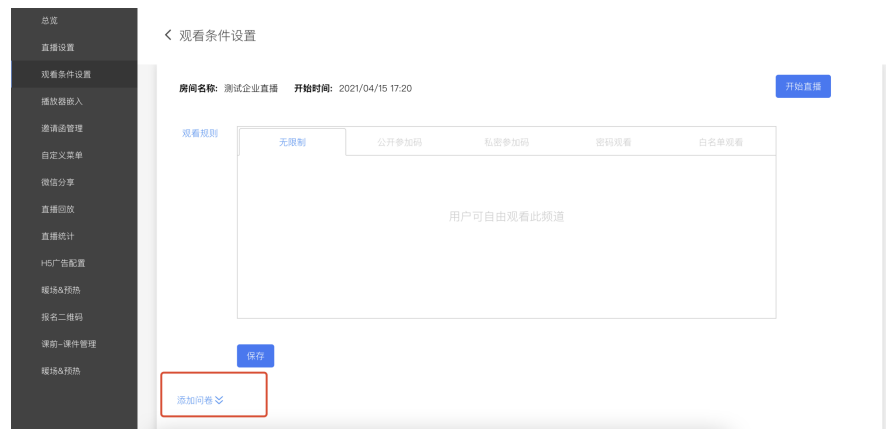 总览
直播设置
观看条件设置
播放器嵌入
邀请函管理
自定义菜单
微信分享
直播回放
直播统计
H5广告配置
暖场&预热
报名二维码
课前-课件管理
暖场&预热
观看条件设置
房间名称: 测试企业直播 开始时间: 2021/04/15 17:20
开始直播
观看规则
无限制 公开参加码 私密参加码 密码观看 白名单观看
用户可自由观看此频道
保存
添加问卷